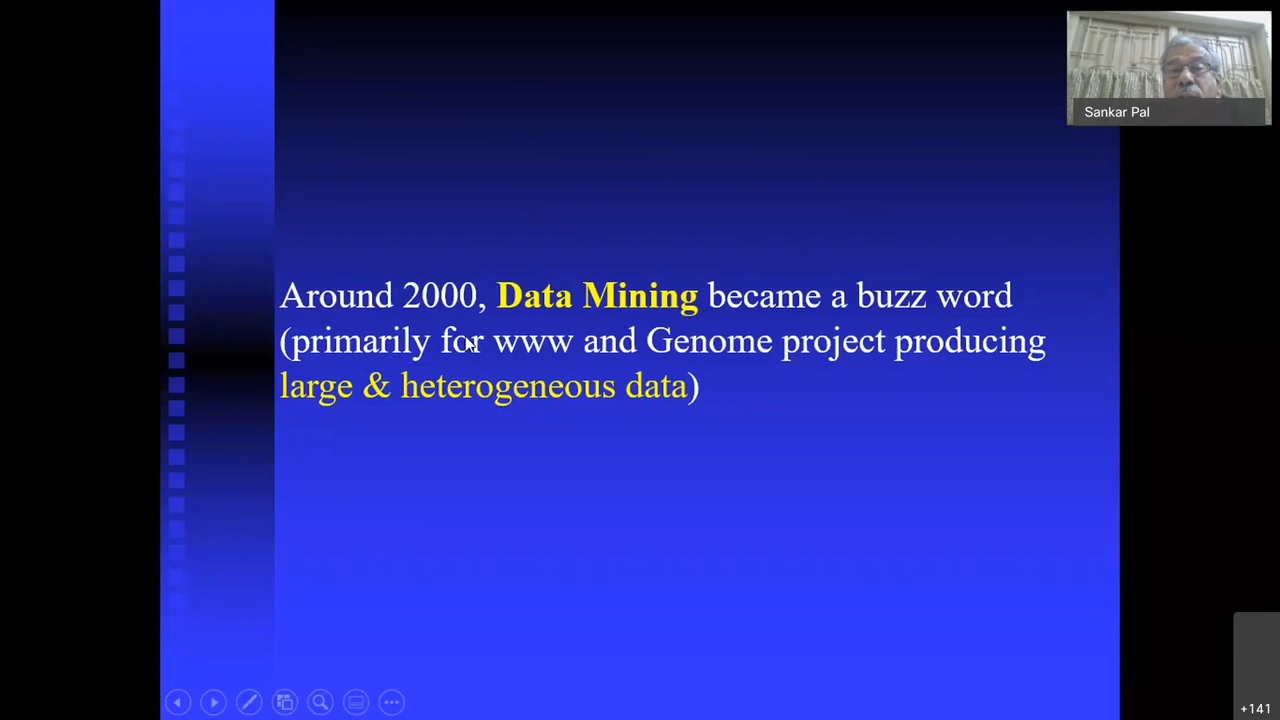 Sankar Pal
Around 2000, Data Mining became a buzz word
(primarily for www and Genome project producing
large & heterogeneous data)
+141